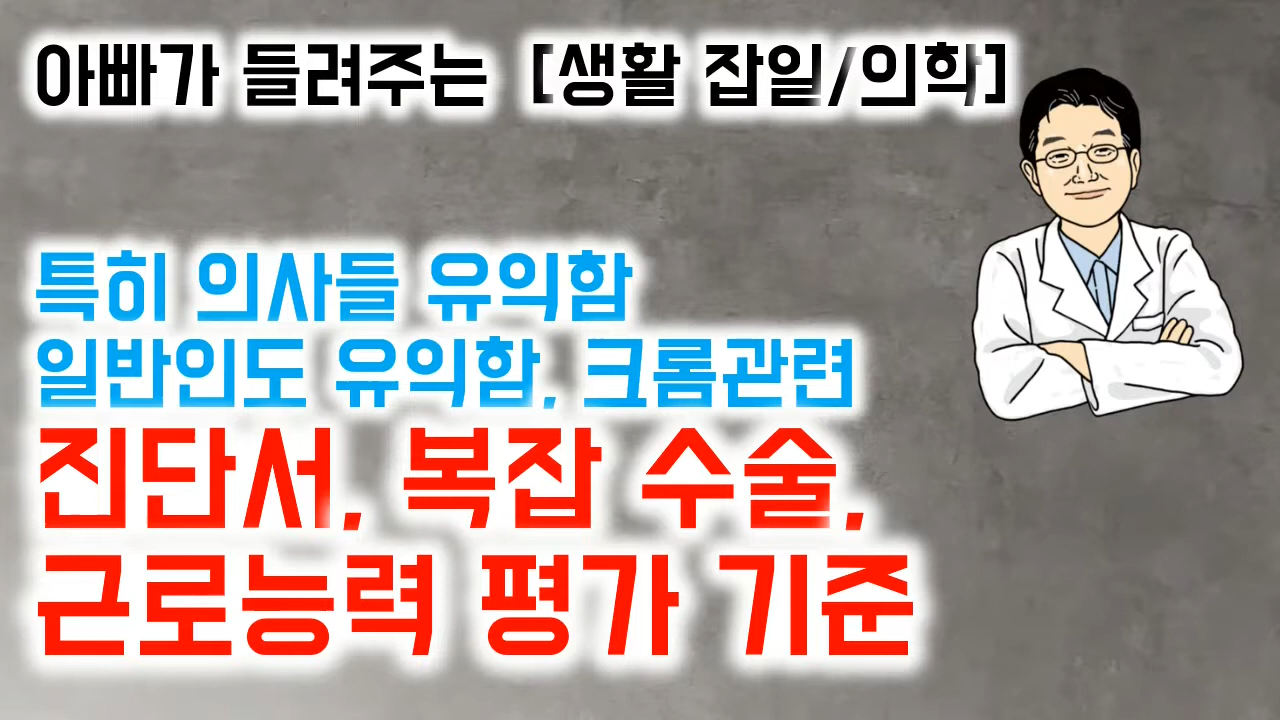 아빠가 들려주는 [생활 잡일/의학]
특히 의사들 유익함
일반인도 유익함, 크롬관련
진단서, 복잡 수술,
근로능력 평가 기준